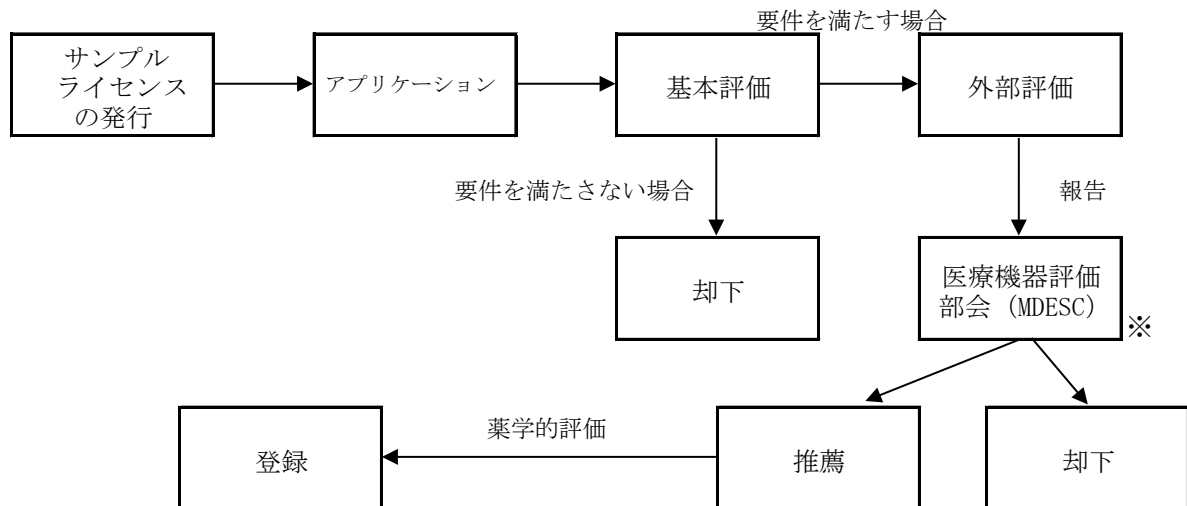 要件を満たす場合
サンプル
ライセンス
の発行
アプリケーション
基本評価
外部評価
要件を満たさない場合
報告
却下
医療機器評価
部会 (MDESC)
※
薬学的評価
登録
推薦
却下